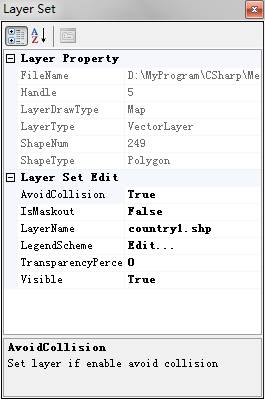 Layer Set
Layer Property
FileName D:\MyProgram\CSharp\Me
Handle 5
LayerDrawType Map
LayerType VectorLayer
ShapeNum 249
ShapeType Polygon
Layer Set Edit
AvoidCollision True
IsMaskout False
LayerName country1.shp
LegendScheme Edit...
TransparencyPerce 0
Visible True
AvoidCollision
Set layer if enable avoid collision